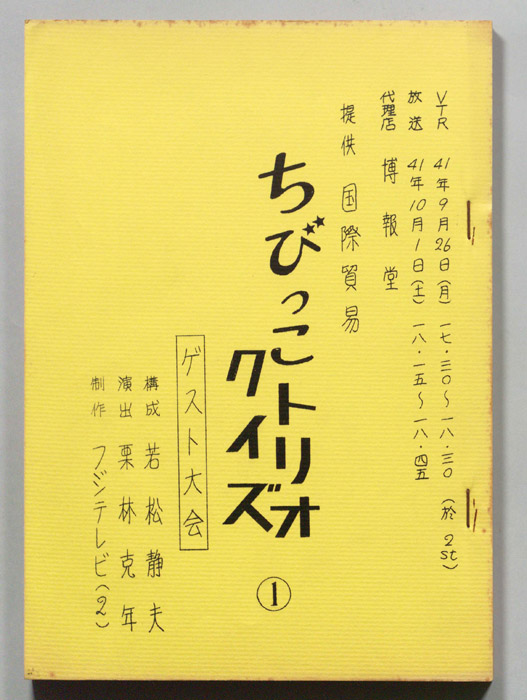 VTR 41年9月26日(月) 一七・三〇～一八・三〇 (於 2st)
放送 41年10月1日(土) 一八・一五～一八・四五
代理店 博報堂
提供 国際貿易
ちびっこトリオ
クイズ
①
ゲスト大会
構成 若松静夫
演出 栗林克年
制作 フジテレビ(2)